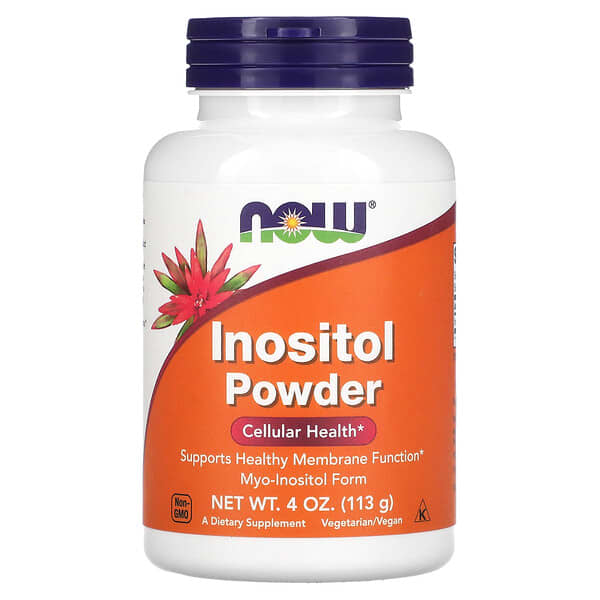 NOW®
Inositol
Powder
Cellular Health*
Supports Healthy Membrane Function*
Myo-Inositol Form
NET WT. 4 OZ. (113 g)
Non-
GMO
A Dietary Supplement Vegetarian/Vegan
K